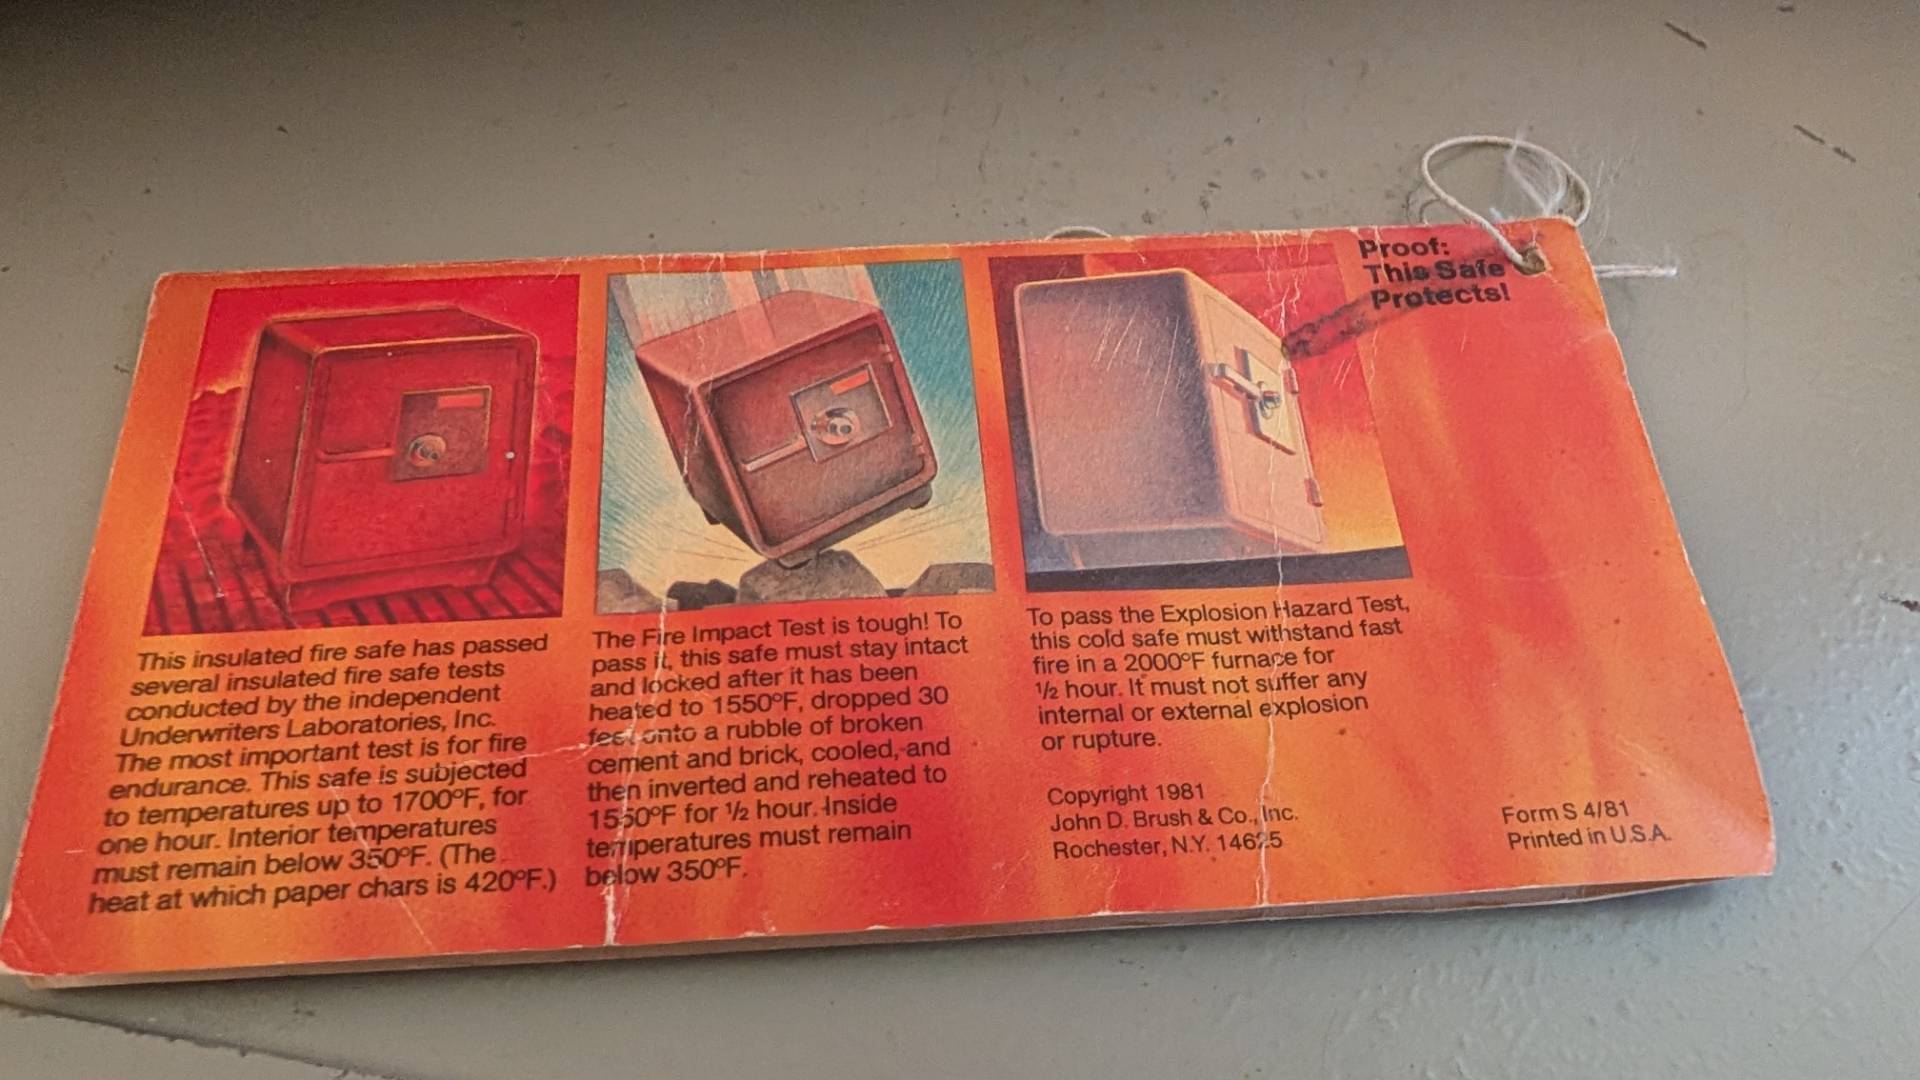 Proof:
This Safe
Protects!
This insulated fire safe has passed
several insulated fire safe tests
conducted by the independent
Underwriters Laboratories, Inc.
The most important test is for fire
endurance. This safe is subjected
to temperatures up to 1700°F, for
one hour. Interior temperatures
must remain below 350°F. (The
heat at which paper chars is 420°F.)
The Fire Impact Test is tough! To
pass it, this safe must stay intact
and locked after it has been
heated to 1550°F, dropped 30
feet onto a rubble of broken
cement and brick, cooled, and
then inverted and reheated to
1550°F for 1/2 hour. Inside
temperatures must remain
below 350°F.
To pass the Explosion Hazard Test,
this cold safe must withstand fast
fire in a 2000°F furnace for
1/2 hour. It must not suffer any
internal or external explosion
or rupture.
Copyright 1981
John D. Brush & Co., Inc.
Rochester, N.Y. 14625
Form S 4/81
Printed in U.S.A.